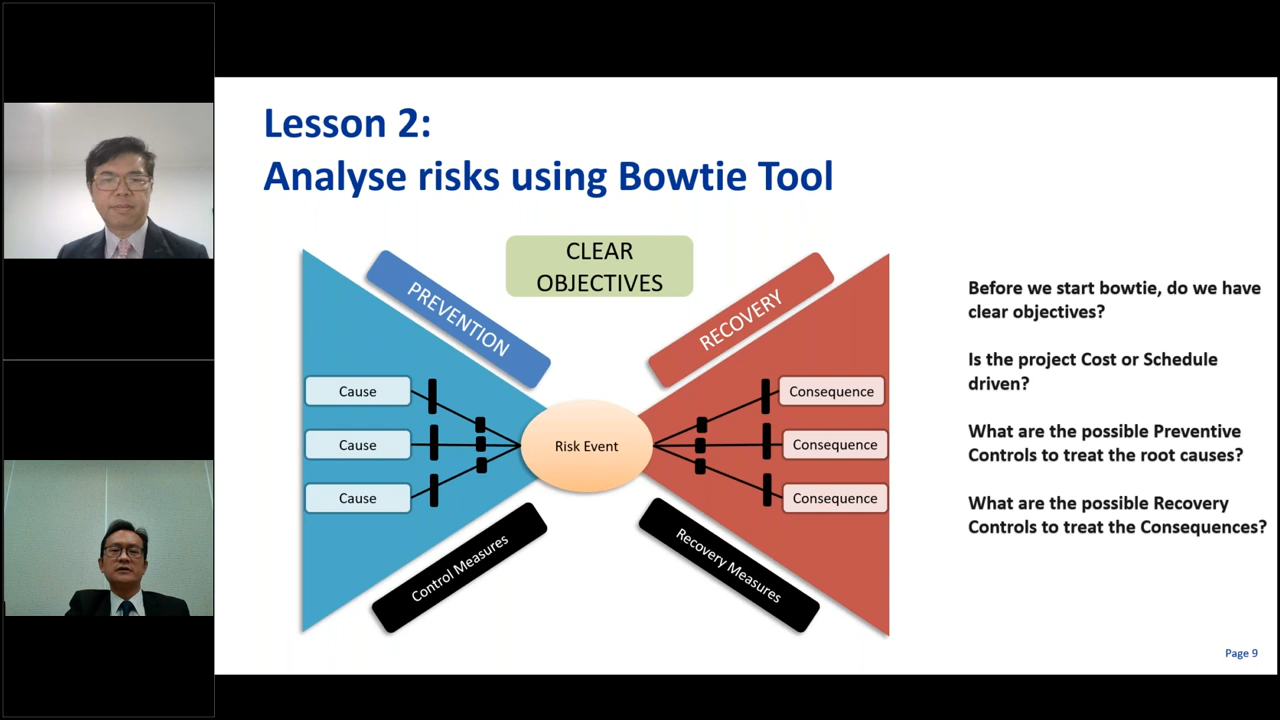 Lesson 2:
Analyse risks using Bowtie Tool
CLEAR
OBJECTIVES
PREVENTION
RECOVERY
Cause
Cause
Cause
Risk Event
Consequence
Consequence
Consequence
Control Measures
Recovery Measures
Before we start bowtie, do we have
clear objectives?
Is the project Cost or Schedule
driven?
What are the possible Preventive
Controls to treat the root causes?
What are the possible Recovery
Controls to treat the Consequences?
Page 9